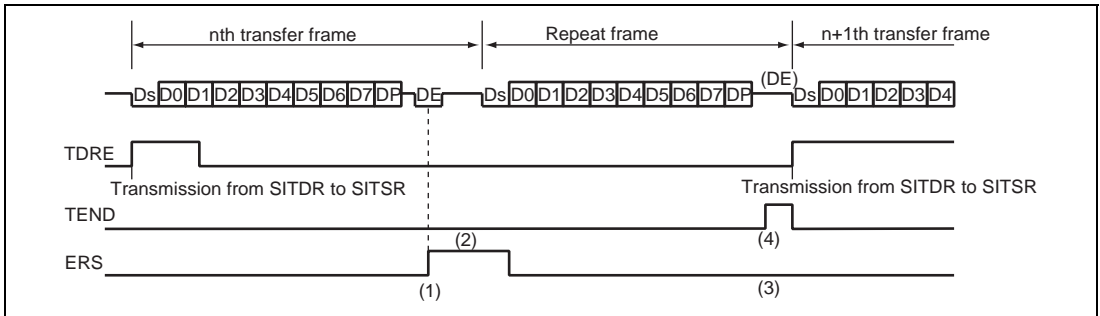 nth transfer frame Repeat frame n+1th transfer frame
Ds D0 D1 D2 D3 D4 D5 D6 D7 DP DE Ds D0 D1 D2 D3 D4 D5 D6 D7 DP (DE) Ds D0 D1 D2 D3 D4
TDRE
Transmission from SITDR to SITSR Transmission from SITDR to SITSR
TEND
(2) (4)
ERS
(1) (3)